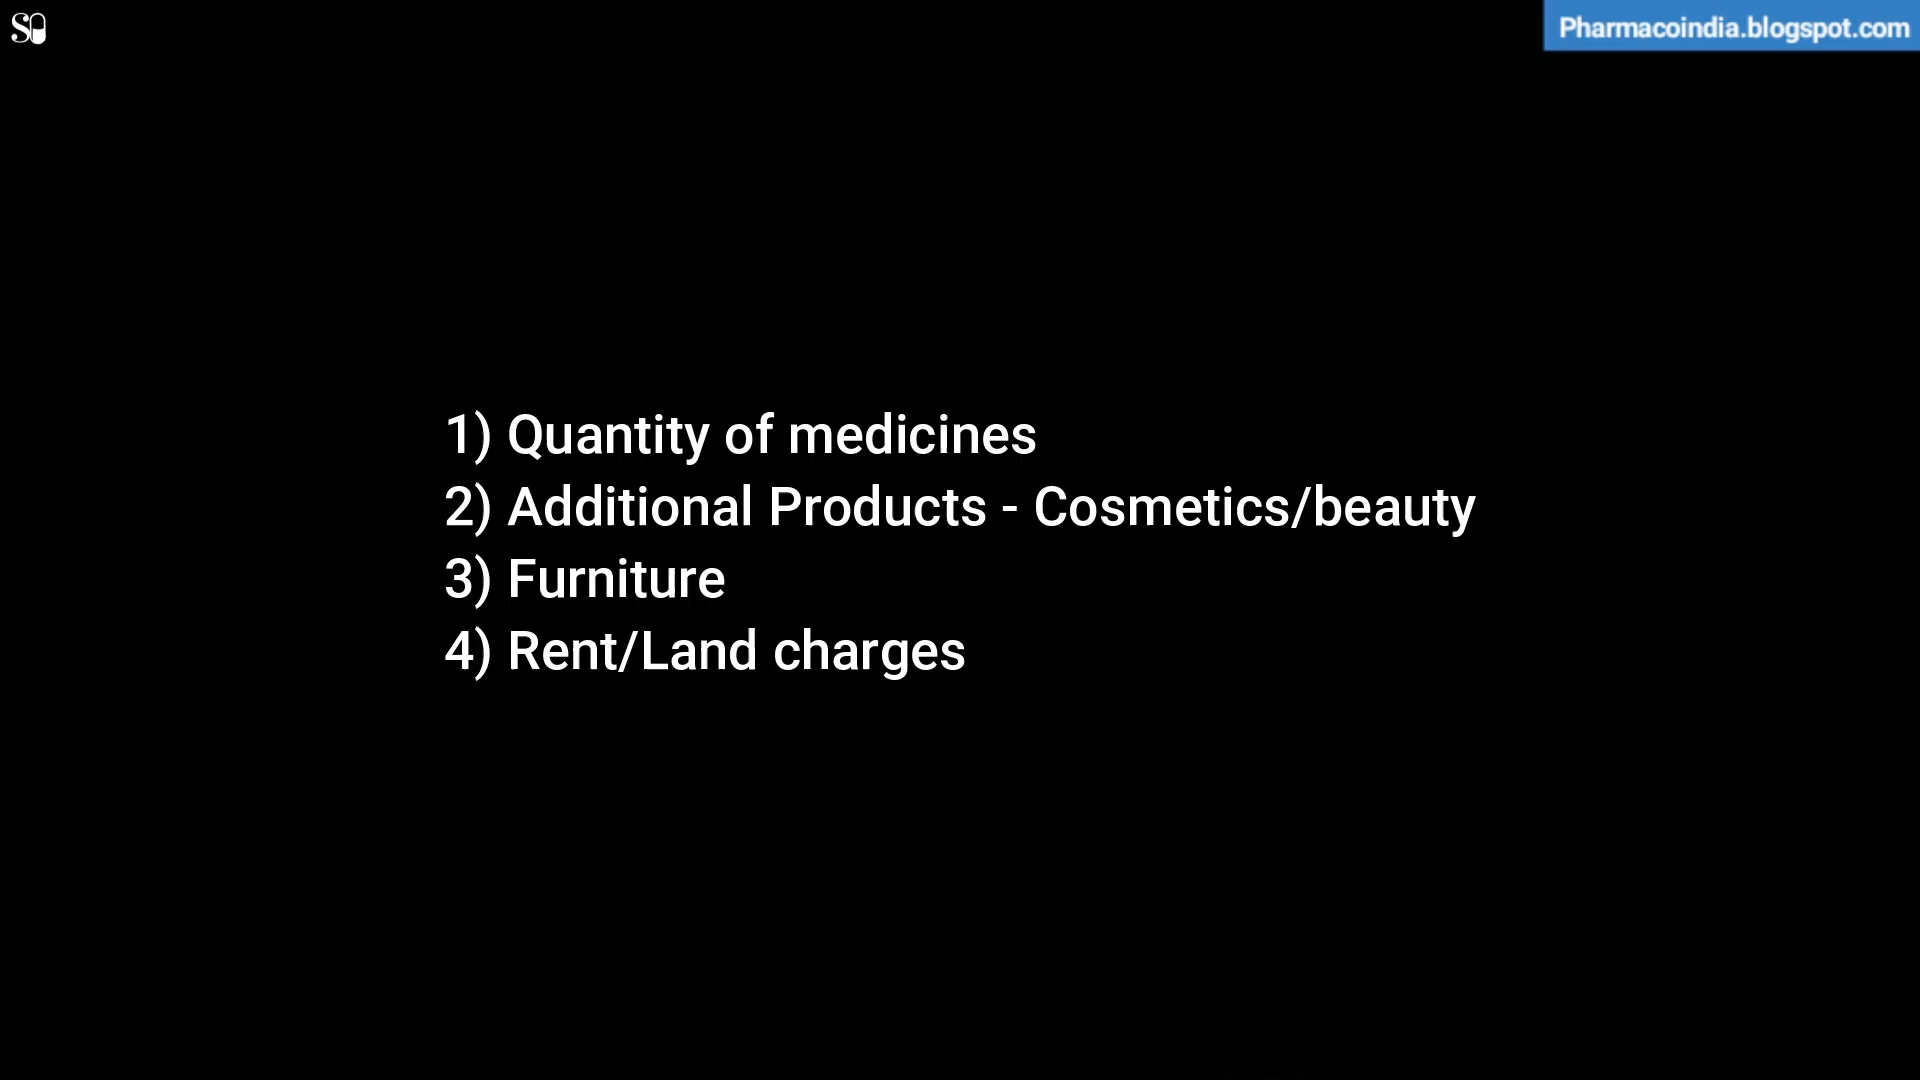 Pharmacoindia.blogspot.com
1) Quantity of medicines
2) Additional Products - Cosmetics/beauty
3) Furniture
4) Rent/Land charges